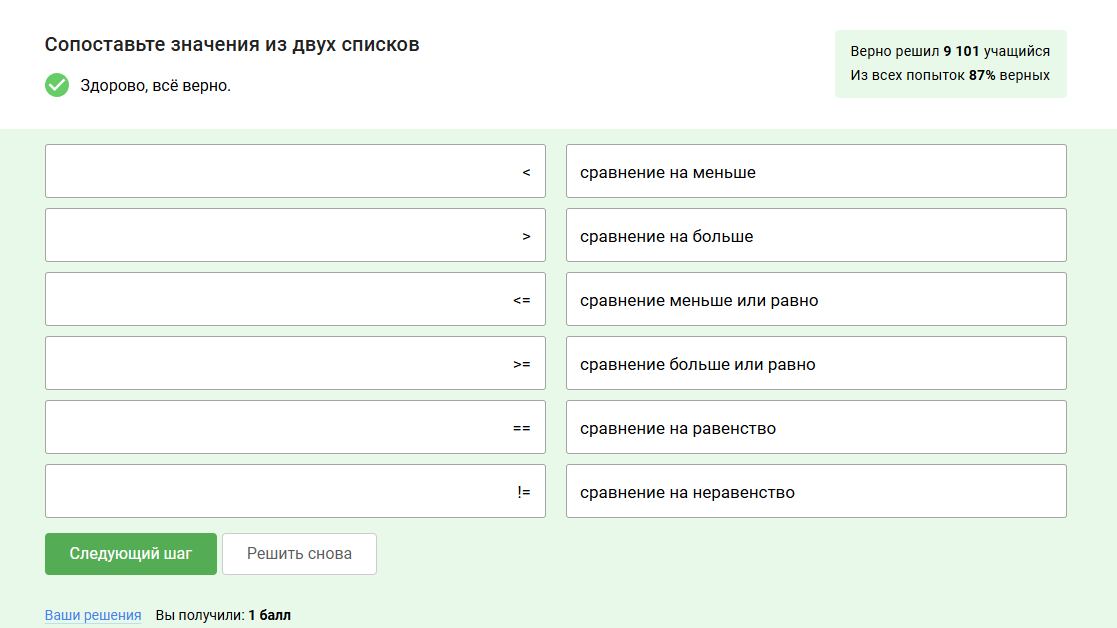 Сопоставьте значения из двух списков
Здорово, всё верно.
Верно решил 9 101 учащийся
Из всех попыток 87% верных
< сравнение на меньше
> сравнение на больше
<= сравнение меньше или равно
>= сравнение больше или равно
== сравнение на равенство
!= сравнение на неравенство
Следующий шаг Решить снова
Ваши решения Вы получили: 1 балл